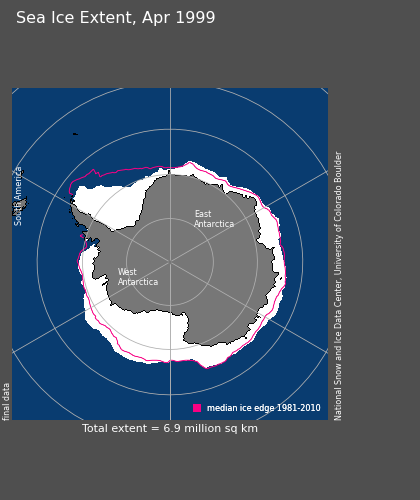 Sea Ice Extent, Apr 1999
South America
East
Antarctica
West
Antarctica
National Snow and Ice Data Center, University of Colorado Boulder
final data
median ice edge 1981-2010
Total extent = 6.9 million sq km